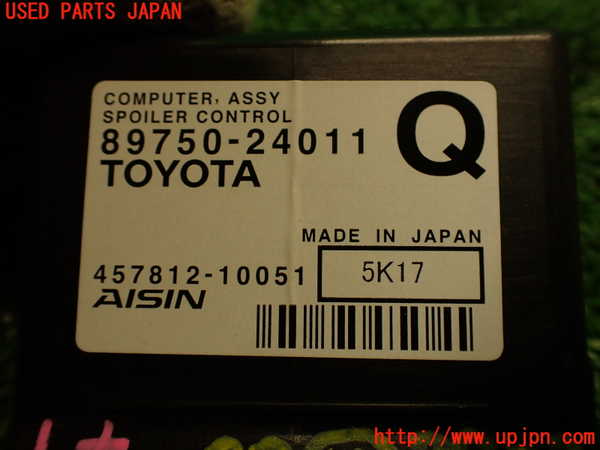 USED PARTS JAPAN
COMPUTER, ASSY
SPOILER CONTROL
89750-24011
Q
TOYOTA
MADE IN JAPAN
457812-10051
5K17
AISIN
http://www.upjpn.com/